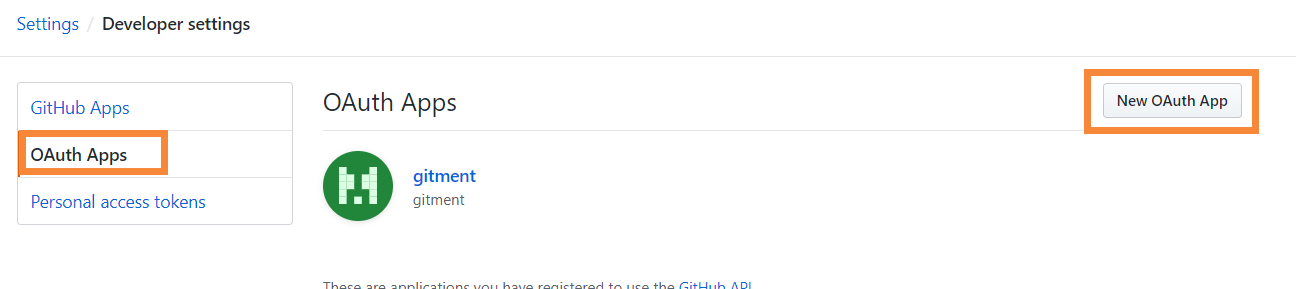 Settings / Developer settings
GitHub Apps
OAuth Apps
Personal access tokens
OAuth Apps
New OAuth App
gitment
gitment
These are applications you have registered to use the GitHub API